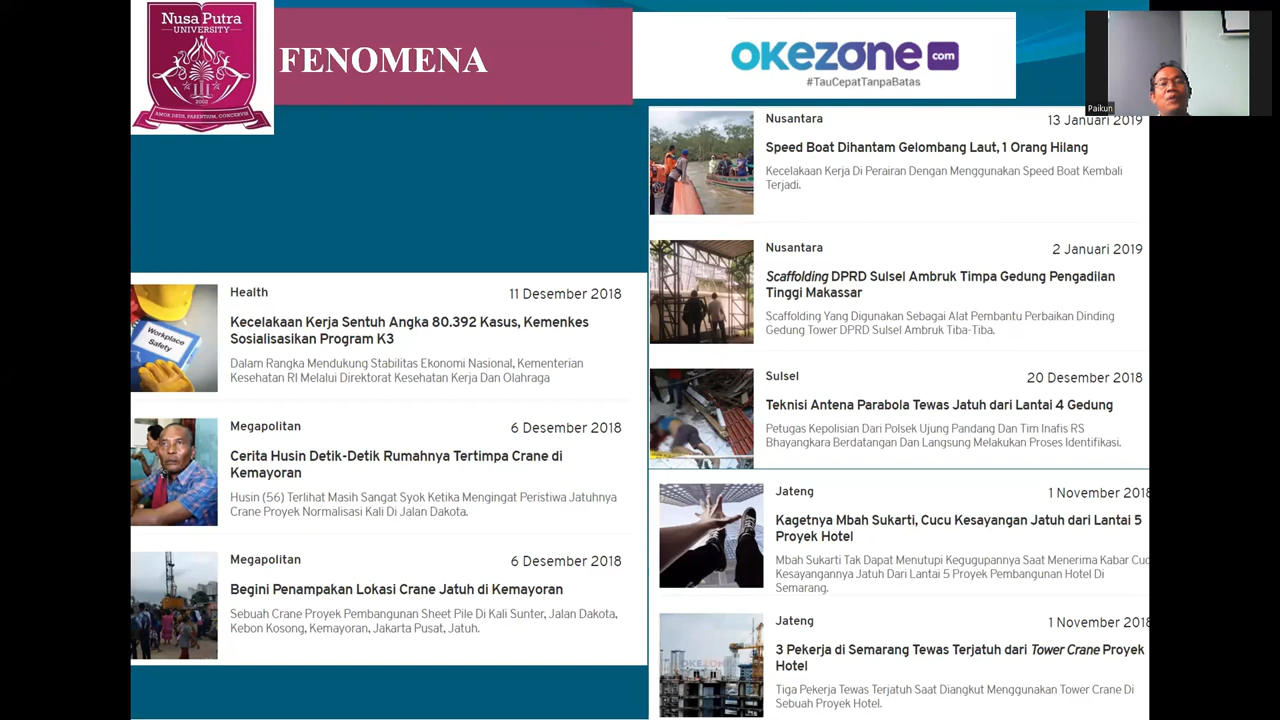 Nusa Putra
UNIVERSITY
2002
AMOR DEUS, PARENTIUM, CONCERVIS
FENOMENA
okezone com
#TauCepatTanpaBatas
Paikun
Health
11 Desember 2018
Kecelakaan Kerja Sentuh Angka 80.392 Kasus, Kemenkes
Sosialisasikan Program K3
Dalam Rangka Mendukung Stabilitas Ekonomi Nasional, Kementerian
Kesehatan RI Melalui Direktorat Kesehatan Kerja Dan Olahraga
Workplace
Safety
Megapolitan
6 Desember 2018
Cerita Husin Detik-Detik Rumahnya Tertimpa Crane di
Kemayoran
Husin (56) Terlihat Masih Sangat Syok Ketika Mengingat Peristiwa Jatuhnya
Crane Proyek Normalisasi Kali Di Jalan Dakota.
Megapolitan
6 Desember 2018
Begini Penampakan Lokasi Crane Jatuh di Kemayoran
Sebuah Crane Proyek Pembangunan Sheet Pile Di Kali Sunter, Jalan Dakota,
Kebon Kosong, Kemayoran, Jakarta Pusat, Jatuh.
Nusantara
13 Januari 2019
Speed Boat Dihantam Gelombang Laut, 1 Orang Hilang
Kecelakaan Kerja Di Perairan Dengan Menggunakan Speed Boat Kembali
Terjadi.
Nusantara
2 Januari 2019
Scaffolding DPRD Sulsel Ambruk Timpa Gedung Pengadilan
Tinggi Makassar
Scaffolding Yang Digunakan Sebagai Alat Pembantu Perbaikan Dinding
Gedung Tower DPRD Sulsel Ambruk Tiba-Tiba.
Sulsel
20 Desember 2018
Teknisi Antena Parabola Tewas Jatuh dari Lantai 4 Gedung
Petugas Kepolisian Dari Polsek Ujung Pandang Dan Tim Inafis RS
Bhayangkara Berdatangan Dan Langsung Melakukan Proses Identifikasi.
Jateng
1 November 2018
Kagetnya Mbah Sukarti, Cucu Kesayangan Jatuh dari Lantai 5
Proyek Hotel
Mbah Sukarti Tak Dapat Menutupi Kegugupannya Saat Menerima Kabar Cuc
Kesayangannya Jatuh Dari Lantai 5 Proyek Pembangunan Hotel Di
Semarang.
Jateng
1 November 2018
3 Pekerja di Semarang Tewas Terjatuh dari Tower Crane Proyek
Hotel
Tiga Pekerja Tewas Terjatuh Saat Diangkut Menggunakan Tower Crane Di
Sebuah Proyek Hotel.